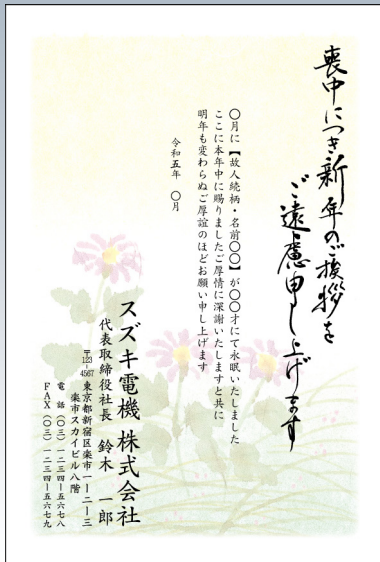 喪中につき新年のご挨拶を
ご遠慮申し上げます
〇月に【故人続柄・名前〇〇】が〇〇才にて永眠いたしました
ここに本年中に賜りましたご厚情に深謝いたしますと共に
明年も変わらぬご厚誼のほどお願い申し上げます
令和五年 〇月
スズキ電機 株式会社
代表取締役社長 鈴木 一郎
〒123-4567 東京都新宿区楽市一ー二ー三
楽市スカイビル八階
電話(〇三)一二三四ー五六七八
FAX(〇三)一二三四ー五六七九